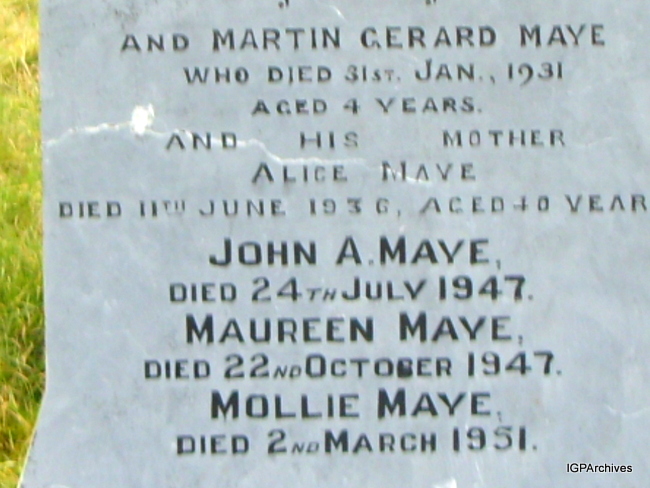 AND MARTIN GERARD MAYE
WHO DIED 31ST. JAN., 1931
AGED 4 YEARS.
AND HIS MOTHER
ALICE MAYE
DIED 11TH JUNE 1936, AGED 40 YEAR
JOHN A. MAYE,
DIED 24TH JULY 1947.
MAUREEN MAYE,
DIED 22ND OCTOBER 1947.
MOLLIE MAYE,
DIED 2ND MARCH 1951.
IGPArchives